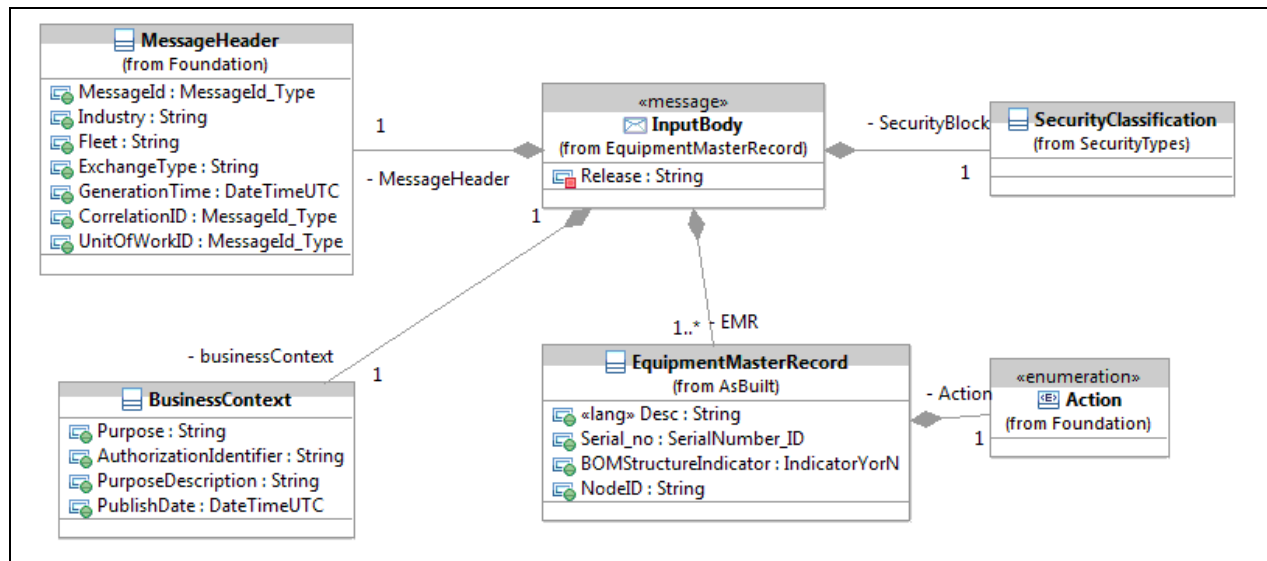 MessageHeader
(from Foundation)
MessageId : MessageId_Type
Industry : String
Fleet : String
ExchangeType : String
GenerationTime : DateTimeUTC
CorrelationID : MessageId_Type
UnitOfWorkID : MessageId_Type
1
- MessageHeader
«message»
InputBody
(from EquipmentMasterRecord)
Release : String
- SecurityBlock
1
SecurityClassification
(from SecurityTypes)
1
- businessContext
1
1..*
- EMR
BusinessContext
Purpose : String
AuthorizationIdentifier : String
PurposeDescription : String
PublishDate : DateTimeUTC
EquipmentMasterRecord
(from AsBuilt)
«lang» Desc : String
Serial_no : SerialNumber_ID
BOMStructureIndicator : IndicatorYorN
NodeID : String
- Action
1
«enumeration»
<E> Action
(from Foundation)